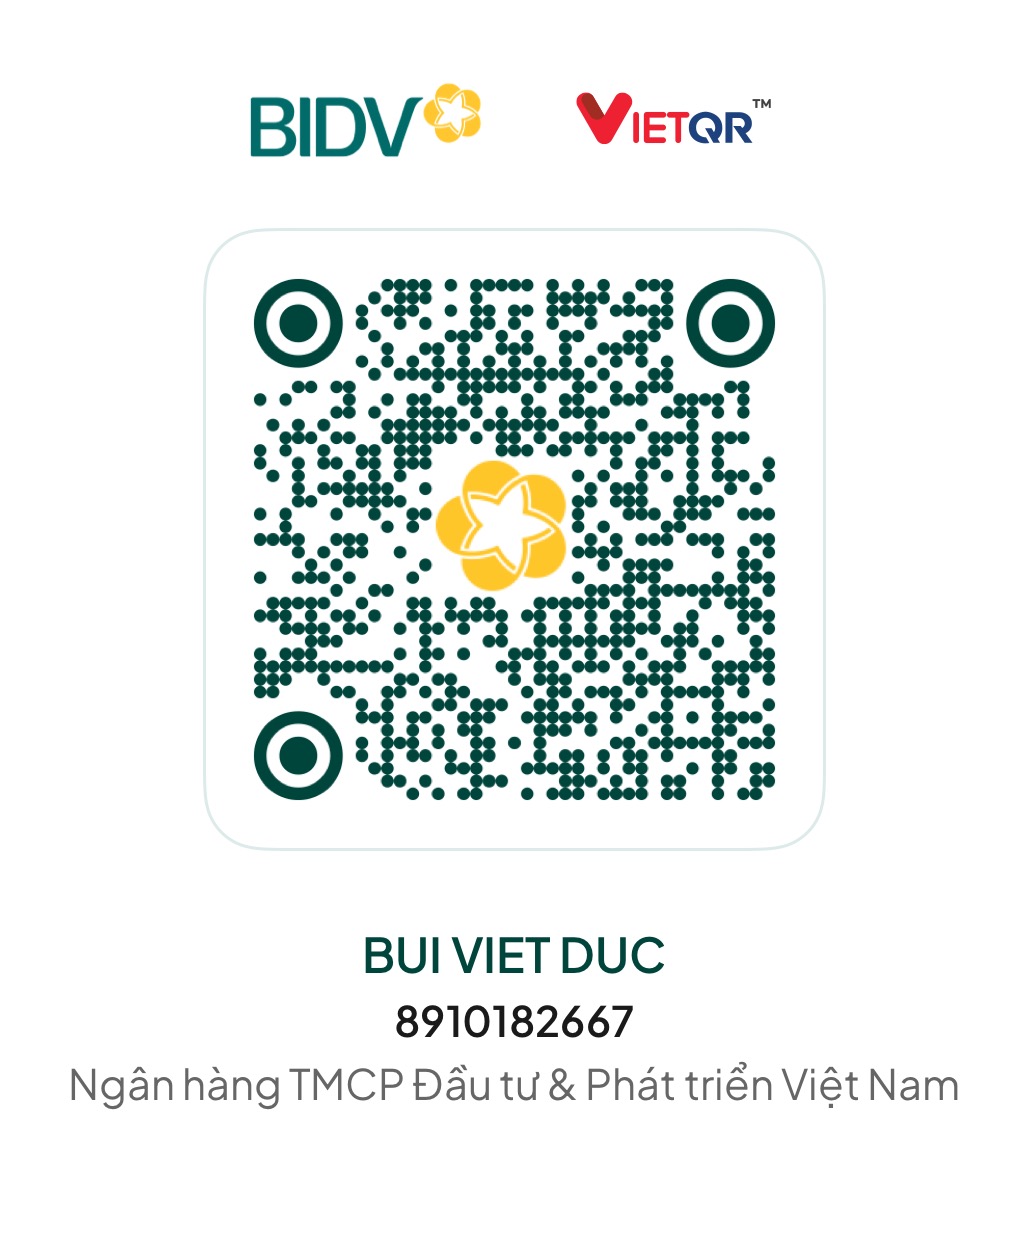 BIDV
VIETQR™
BUI VIET DUC
8910182667
Ngân hàng TMCP Đầu tư & Phát triển Việt Nam